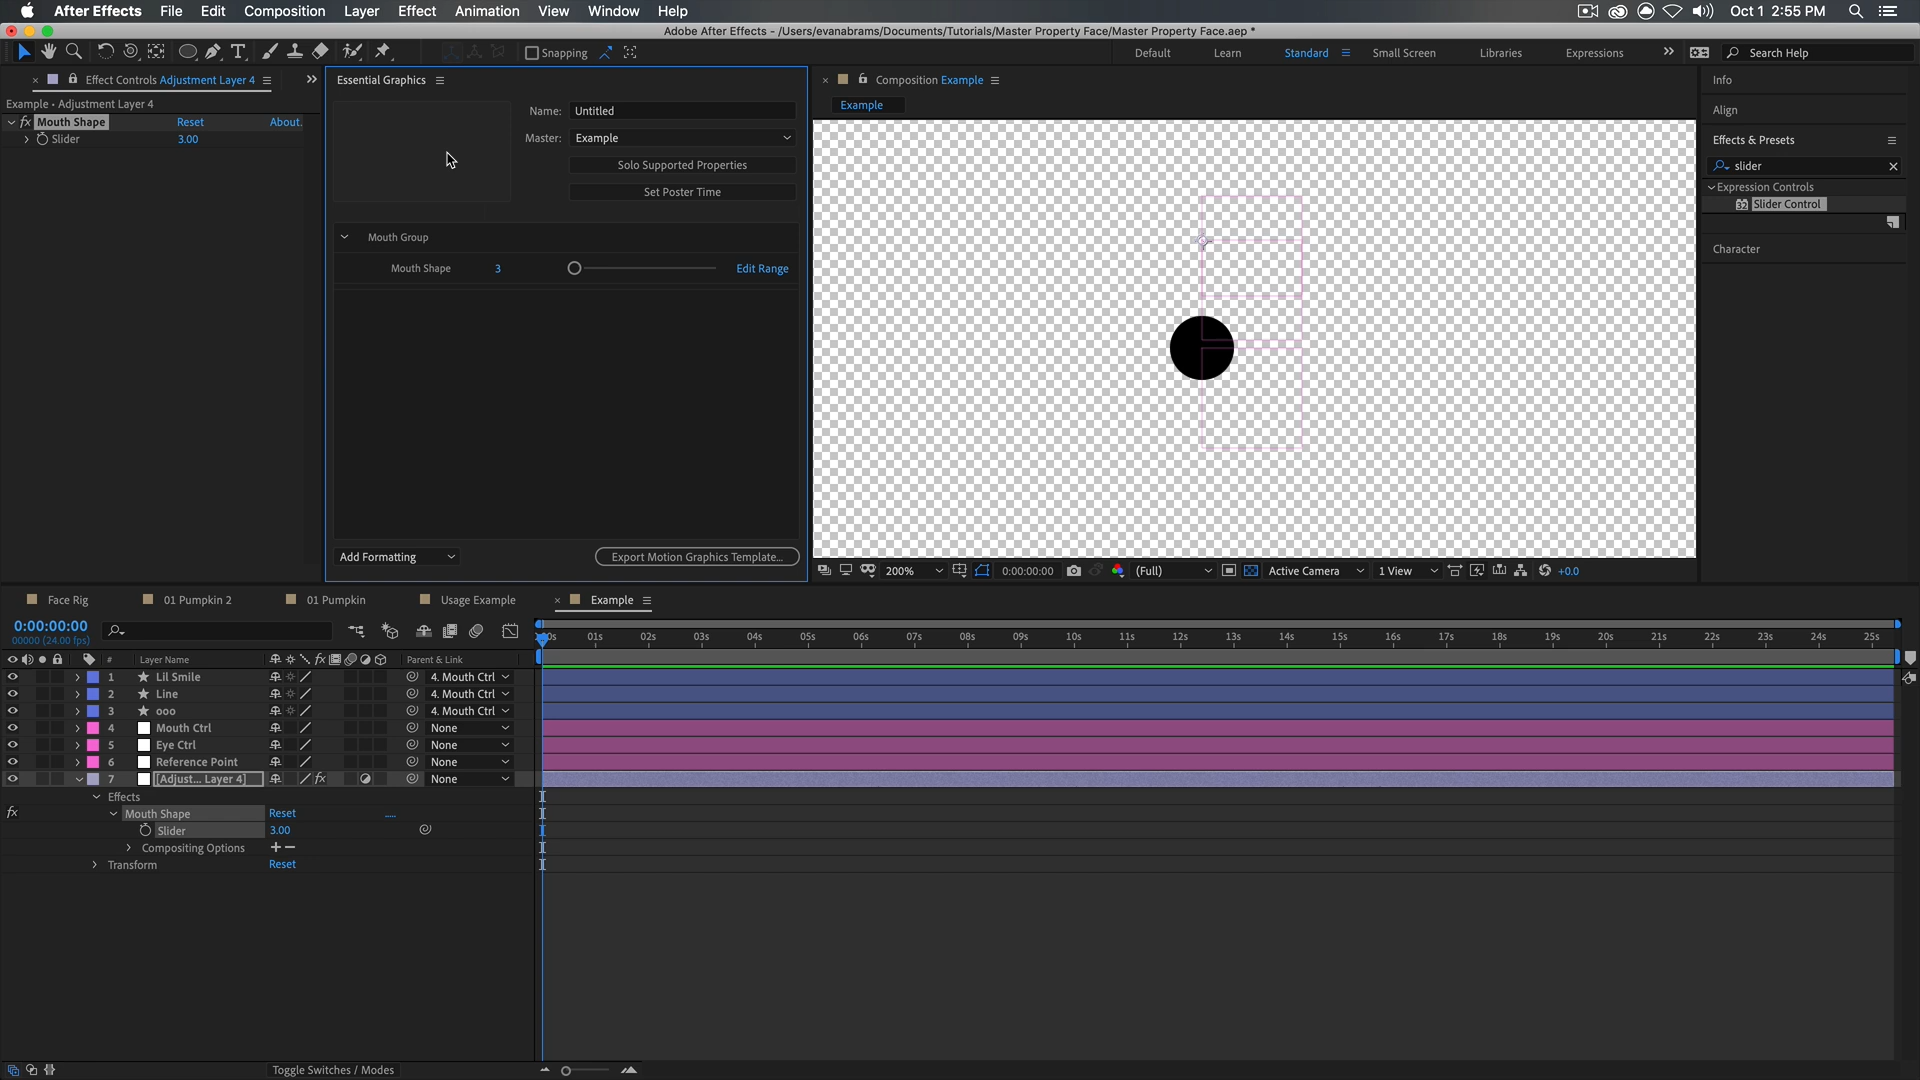 After Effects File Edit Composition Layer Effect Animation View Window Help Oct 1 2:55 PM
Adobe After Effects - /Users/evanabrams/Documents/Tutorials/Master Property Face/Master Property Face.aep *
Snapping Default Learn Standard Small Screen Libraries Expressions Search Help
Effect Controls Adjustment Layer 4
Example • Adjustment Layer 4
Mouth Shape Reset About.
Slider 3.00
Essential Graphics
Name: Untitled
Master: Example
Solo Supported Properties
Set Poster Time
Mouth Group
Mouth Shape 3 Edit Range
Add Formatting Export Motion Graphics Template...
Composition Example
Example
200% 0:00:00:00 (Full) Active Camera 1 View +0.0
Info
Align
Effects & Presets
slider
Expression Controls
32 Slider Control
Character
Face Rig 01 Pumpkin 2 01 Pumpkin Usage Example Example
0:00:00:00
00000 (24.00 fps)
01s 02s 03s 04s 05s 06s 07s 08s 09s 10s 11s 12s 13s 14s 15s 16s 17s 18s 19s 20s 21s 22s 23s 24s 25s
# Layer Name fx Parent & Link
1 Lil Smile 4. Mouth Ctrl
2 Line 4. Mouth Ctrl
3 ooo 4. Mouth Ctrl
4 Mouth Ctrl None
5 Eye Ctrl None
6 Reference Point None
7 [Adjust... Layer 4] fx None
Effects
fx Mouth Shape Reset .....
Slider 3.00
Compositing Options + −
Transform Reset
Toggle Switches / Modes